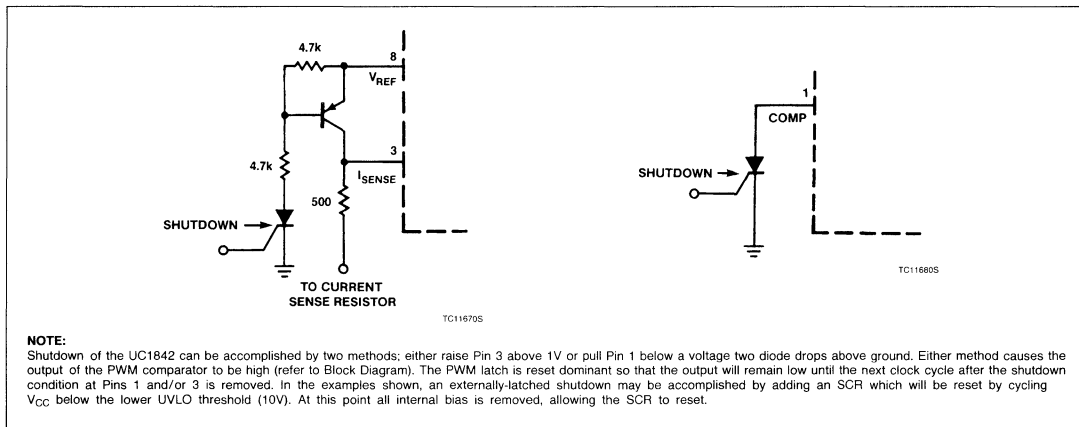 4.7k
8
V_REF
4.7k
3
I_SENSE
500
SHUTDOWN
TO CURRENT
SENSE RESISTOR
TC11670S
1
COMP
SHUTDOWN
TC11680S
NOTE:
Shutdown of the UC1842 can be accomplished by two methods; either raise Pin 3 above 1V or pull Pin 1 below a voltage two diode drops above ground. Either method causes the
output of the PWM comparator to be high (refer to Block Diagram). The PWM latch is reset dominant so that the output will remain low until the next clock cycle after the shutdown
condition at Pins 1 and/or 3 is removed. In the examples shown, an externally-latched shutdown may be accomplished by adding an SCR which will be reset by cycling
V_CC below the lower UVLO threshold (10V). At this point all internal bias is removed, allowing the SCR to reset.